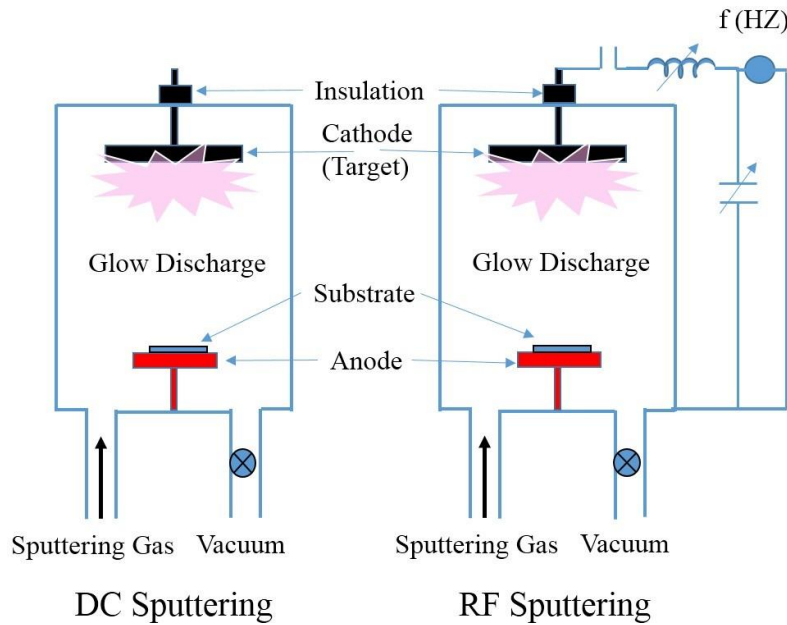 f (HZ)
Insulation
Cathode
(Target)
Glow Discharge
Glow Discharge
Substrate
Anode
Sputtering Gas
Vacuum
Sputtering Gas
Vacuum
DC Sputtering
RF Sputtering